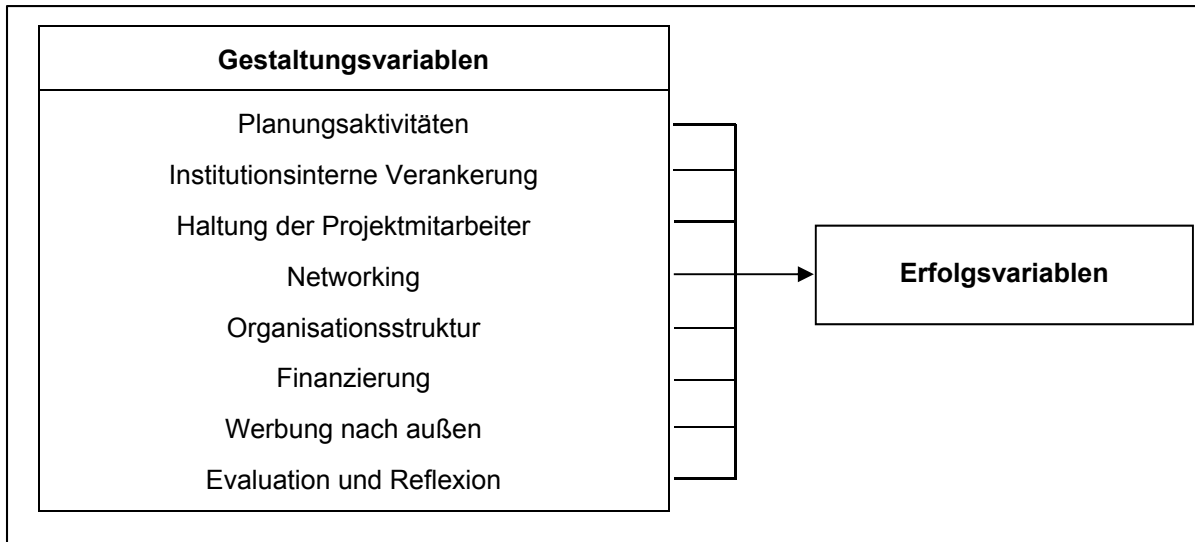 Gestaltungsvariablen
Planungsaktivitäten
Institutionsinterne Verankerung
Haltung der Projektmitarbeiter
Networking
Organisationsstruktur
Finanzierung
Werbung nach außen
Evaluation und Reflexion
Erfolgsvariablen